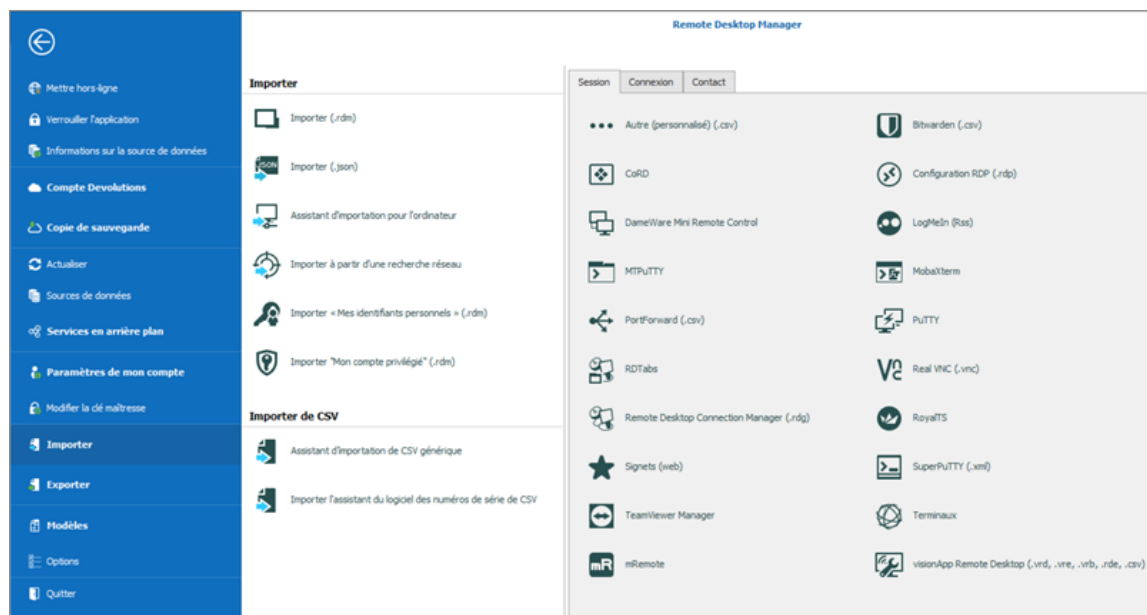 Remote Desktop Manager
Mettre hors-ligne
Verrouiller l'application
Informations sur la source de données
Compte Devolutions
Copie de sauvegarde
Actualiser
Sources de données
Services en arrière plan
Paramètres de mon compte
Modifier la clé maîtresse
Importer
Exporter
Modèles
Options
Quitter
Importer
Importer (.rdm)
JSON
Importer (.json)
Assistant d'importation pour l'ordinateur
Importer à partir d'une recherche réseau
Importer « Mes identifiants personnels » (.rdm)
Importer "Mon compte privilégié" (.rdm)
Importer de CSV
Assistant d'importation de CSV générique
Importer l'assistant du logiciel des numéros de série de CSV
Session Connexion Contact
Autre (personnalisé) (.csv) Bitwarden (.csv)
CoRD Configuration RDP (.rdp)
DameWare Mini Remote Control LogMeIn (Rss)
MTPuTTY MobaXterm
PortForward (.csv) PuTTY
RDTabs Real VNC (.vnc)
Remote Desktop Connection Manager (.rdg) RoyalTS
Signets (web) SuperPuTTY (.xml)
TeamViewer Manager Terminaux
mR mRemote visionApp Remote Desktop (.vrd, .vre, .vrb, .rde, .csv)